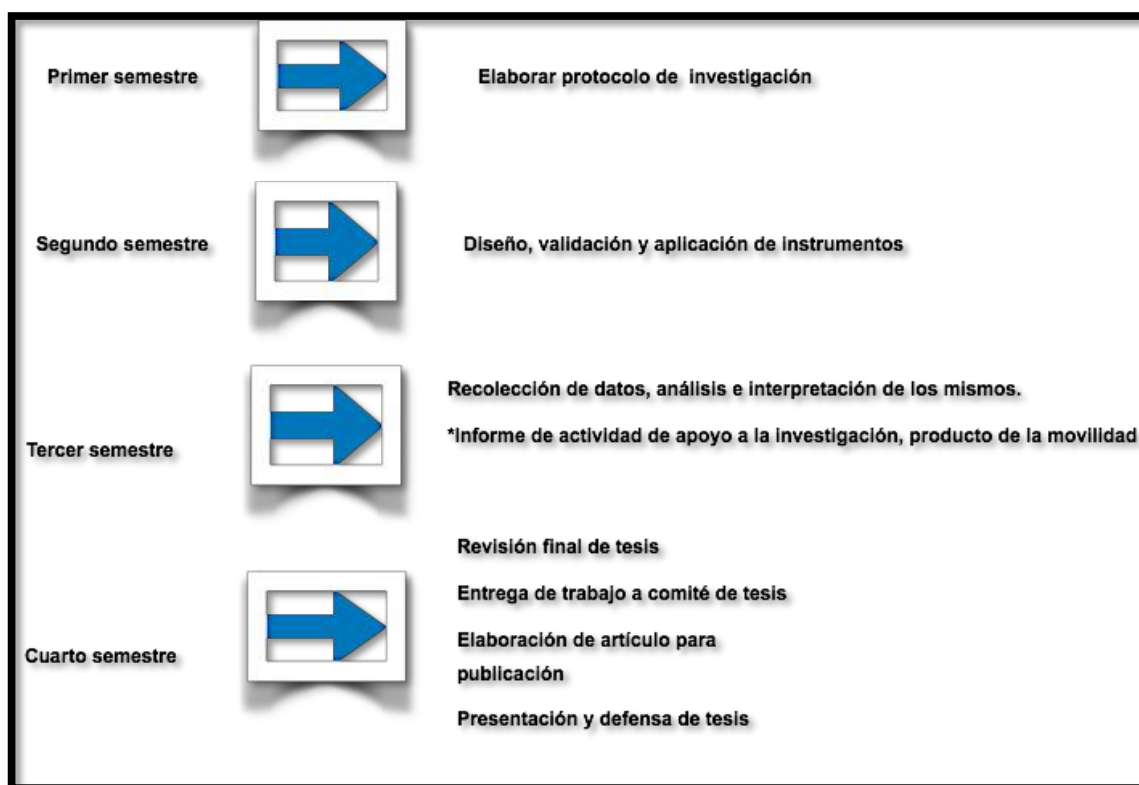 Primer semestre
Elaborar protocolo de investigación
Segundo semestre
Diseño, validación y aplicación de instrumentos
Tercer semestre
Recolección de datos, análisis e interpretación de los mismos.
*Informe de actividad de apoyo a la investigación, producto de la movilidad
Cuarto semestre
Revisión final de tesis
Entrega de trabajo a comité de tesis
Elaboración de artículo para
publicación
Presentación y defensa de tesis